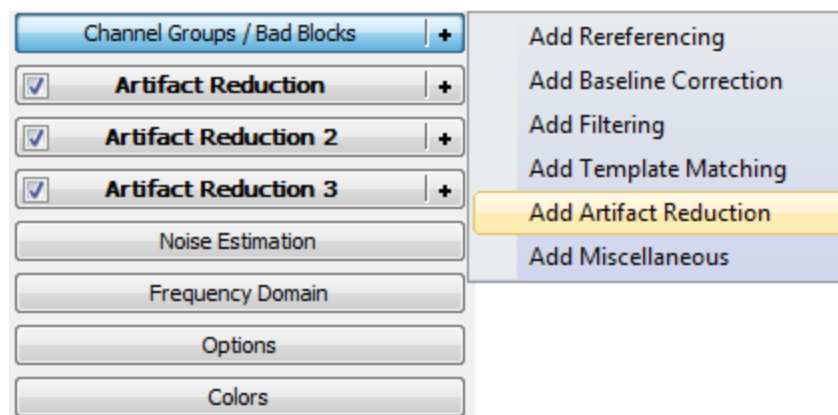 Channel Groups / Bad Blocks +
Artifact Reduction +
Artifact Reduction 2 +
Artifact Reduction 3 +
Noise Estimation
Frequency Domain
Options
Colors
Add Rereferencing
Add Baseline Correction
Add Filtering
Add Template Matching
Add Artifact Reduction
Add Miscellaneous